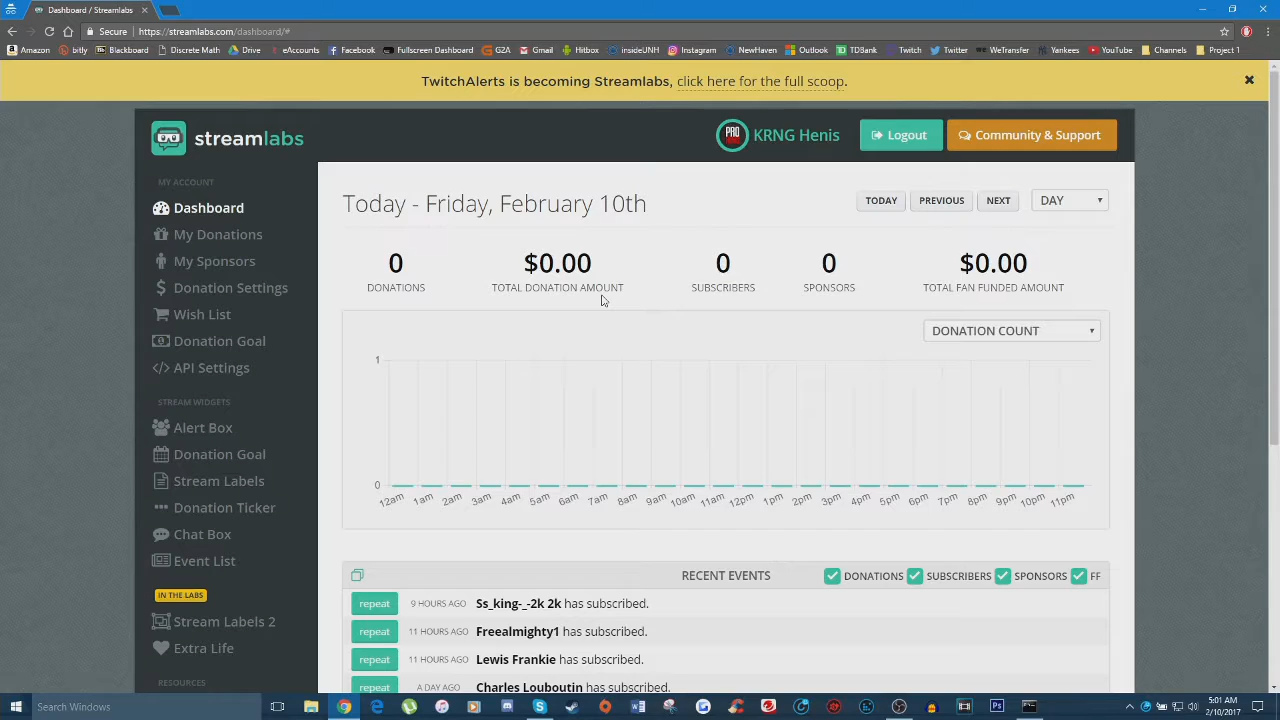 Dashboard / Streamlabs
Secure https://streamlabs.com/dashboard/#
Amazon bitly Blackboard Discrete Math Drive eAccounts Facebook Fullscreen Dashboard G2A Gmail Hitbox insideUNH Instagram NewHaven Outlook TDBank Twitch Twitter WeTransfer Yankees YouTube Channels Project 1
TwitchAlerts is becoming Streamlabs, click here for the full scoop.
streamlabs
PRO KRNG Henis Logout Community & Support
MY ACCOUNT
Dashboard
My Donations
My Sponsors
Donation Settings
Wish List
Donation Goal
API Settings
STREAM WIDGETS
Alert Box
Donation Goal
Stream Labels
Donation Ticker
Chat Box
Event List
IN THE LABS
Stream Labels 2
Extra Life
RESOURCES
Today - Friday, February 10th
TODAY PREVIOUS NEXT DAY
0 $0.00 0 0 $0.00
DONATIONS TOTAL DONATION AMOUNT SUBSCRIBERS SPONSORS TOTAL FAN FUNDED AMOUNT
DONATION COUNT
1
0
12am 1am 2am 3am 4am 5am 6am 7am 8am 9am 10am 11am 12pm 1pm 2pm 3pm 4pm 5pm 6pm 7pm 8pm 9pm 10pm 11pm
RECENT EVENTS DONATIONS SUBSCRIBERS SPONSORS FF
repeat 9 HOURS AGO Ss_king-_-2k 2k has subscribed.
repeat 11 HOURS AGO Freealmighty1 has subscribed.
repeat 11 HOURS AGO Lewis Frankie has subscribed.
repeat A DAY AGO Charles Louboutin has subscribed.
Search Windows
5:01 AM
2/10/2017